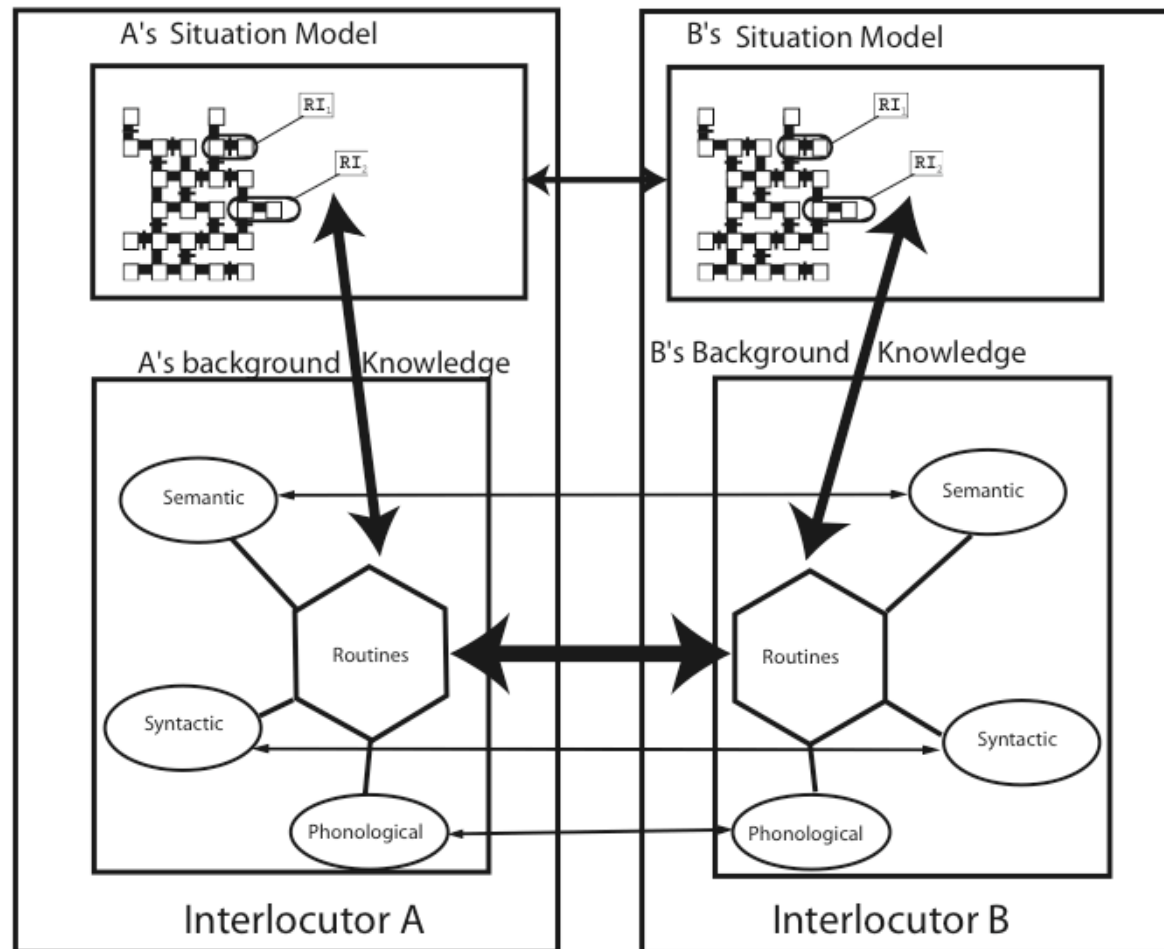 A's Situation Model
RI₁
RI₂
A's background Knowledge
Semantic
Routines
Syntactic
Phonological
Interlocutor A
B's Situation Model
RI₁
RI₂
B's Background Knowledge
Semantic
Routines
Syntactic
Phonological
Interlocutor B